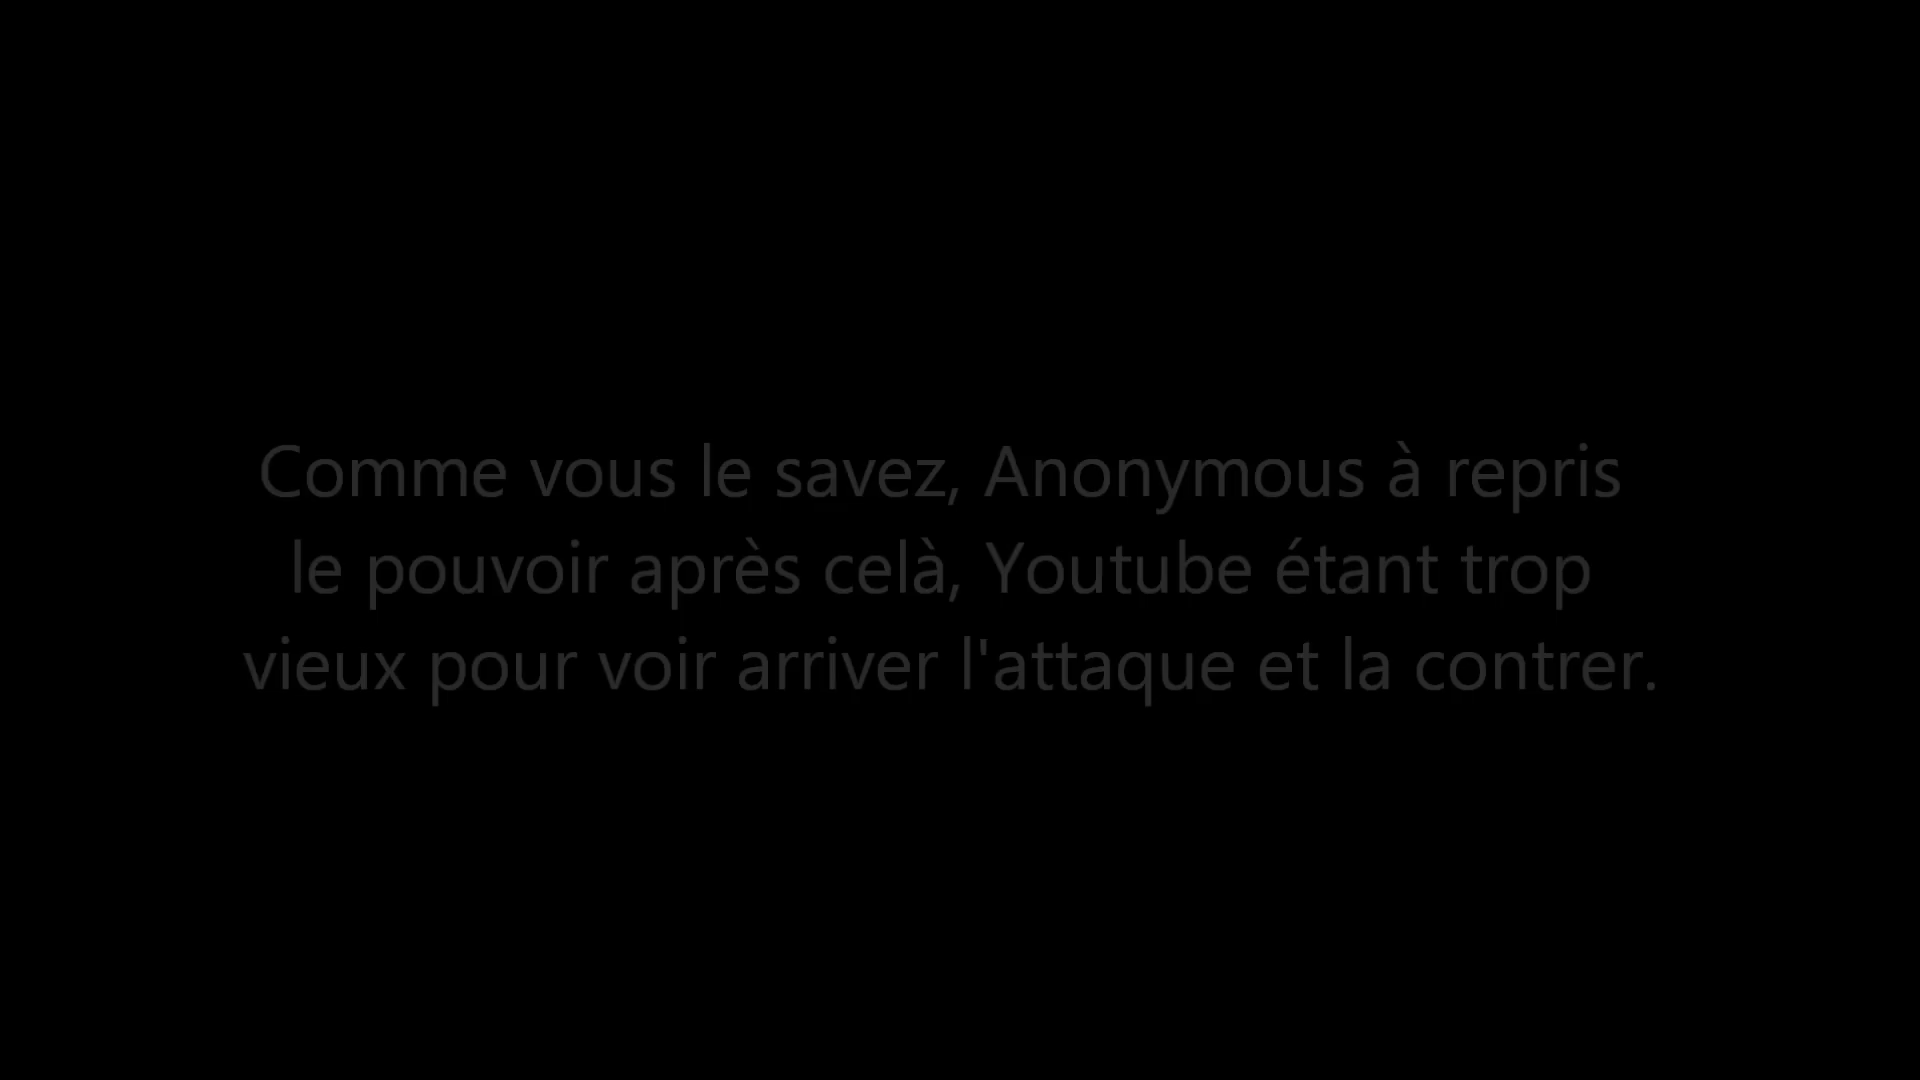 Comme vous le savez, Anonymous à repris
le pouvoir après celà, Youtube étant trop
vieux pour voir arriver l'attaque et la contrer.